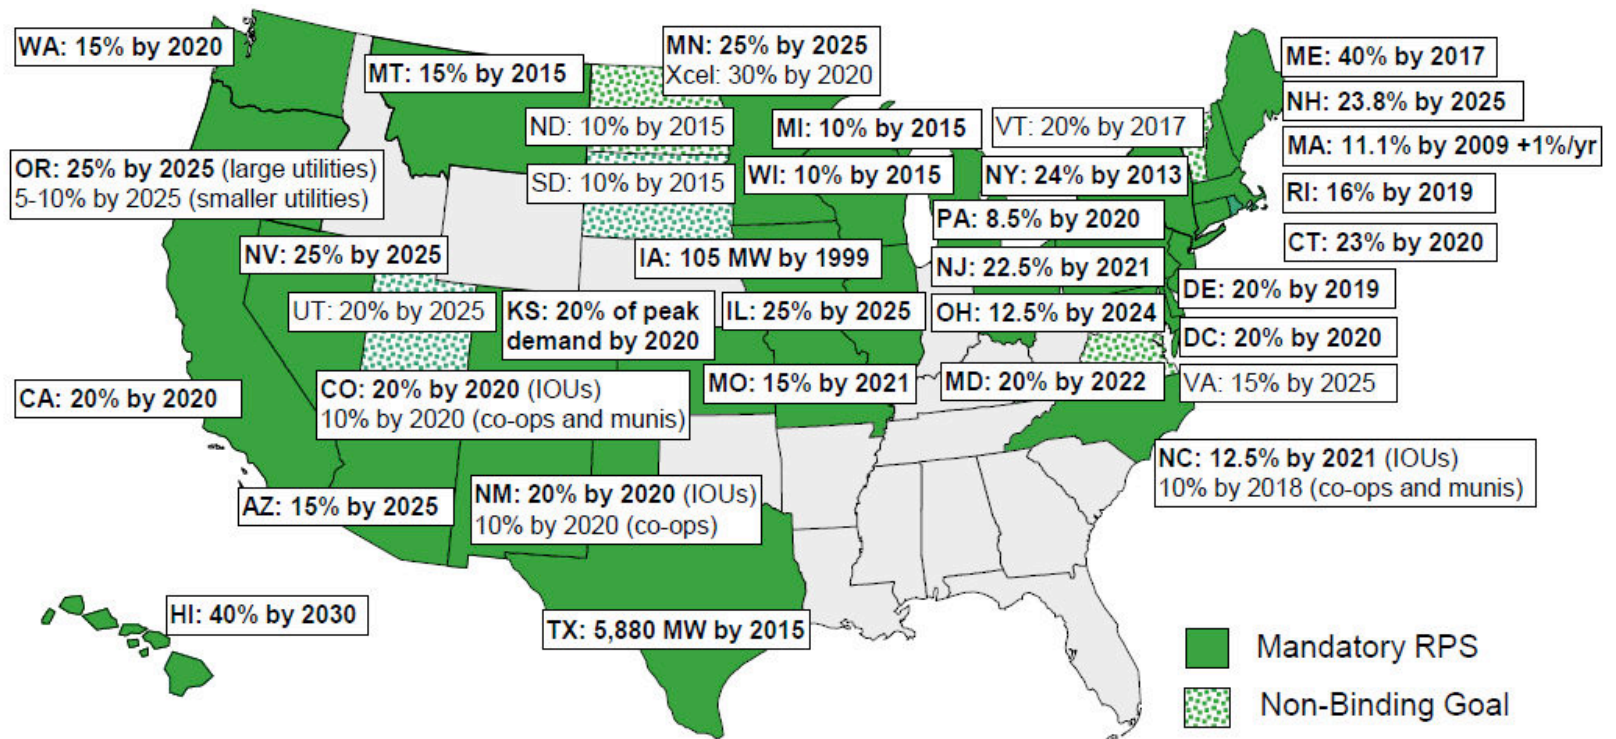 WA: 15% by 2020
MT: 15% by 2015
MN: 25% by 2025
Xcel: 30% by 2020
ME: 40% by 2017
NH: 23.8% by 2025
ND: 10% by 2015
MI: 10% by 2015
VT: 20% by 2017
MA: 11.1% by 2009 +1%/yr
OR: 25% by 2025 (large utilities)
5-10% by 2025 (smaller utilities)
SD: 10% by 2015
WI: 10% by 2015
NY: 24% by 2013
RI: 16% by 2019
PA: 8.5% by 2020
CT: 23% by 2020
NV: 25% by 2025
IA: 105 MW by 1999
NJ: 22.5% by 2021
DE: 20% by 2019
UT: 20% by 2025
KS: 20% of peak
demand by 2020
IL: 25% by 2025
OH: 12.5% by 2024
DC: 20% by 2020
CA: 20% by 2020
CO: 20% by 2020 (IOUs)
10% by 2020 (co-ops and munis)
MO: 15% by 2021
MD: 20% by 2022
VA: 15% by 2025
NC: 12.5% by 2021 (IOUs)
10% by 2018 (co-ops and munis)
AZ: 15% by 2025
NM: 20% by 2020 (IOUs)
10% by 2020 (co-ops)
HI: 40% by 2030
TX: 5,880 MW by 2015
Mandatory RPS
Non-Binding Goal